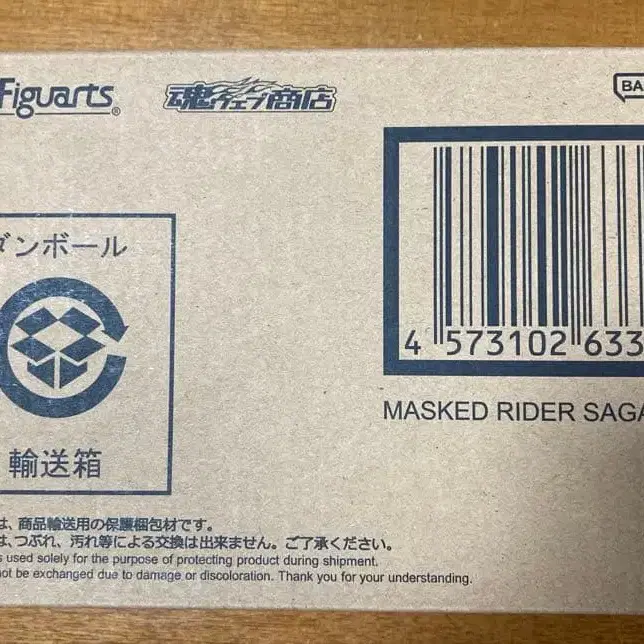 Figuarts®
魂ウェブ商店
BA
ダンボール
輸送箱
4 573102 633
MASKED RIDER SAGA
は、商品輸送用の保護梱包材です。
は、つぶれ、汚れ等による交換は出来ません。ご了承ください。
s used solely for the purpose of protecting product during shipment.
not be exchanged due to damage or discoloration. Thank you for your understanding.